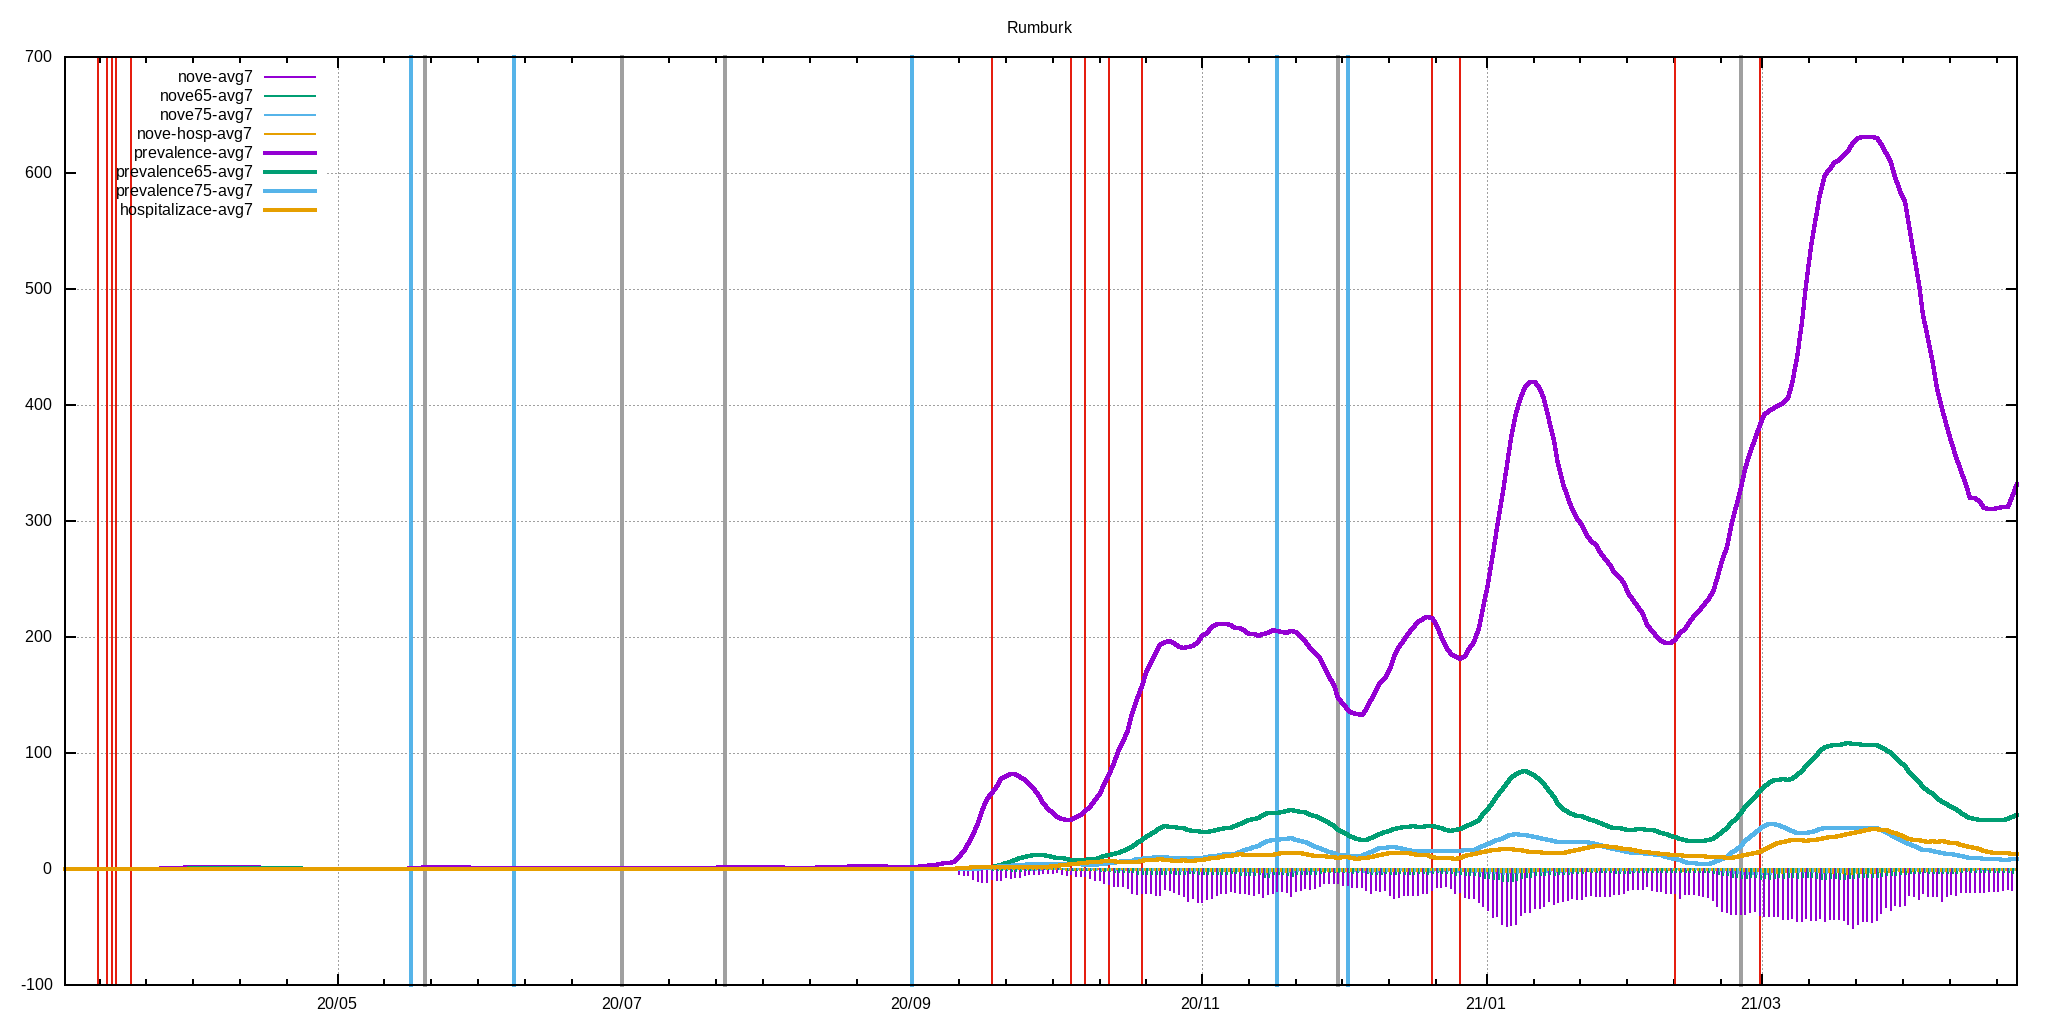 Rumburk
700
600
500
400
300
200
100
0
-100
nove-avg7
nove65-avg7
nove75-avg7
nove-hosp-avg7
prevalence-avg7
prevalence65-avg7
prevalence75-avg7
hospitalizace-avg7
20/05 20/07 20/09 20/11 21/01 21/03